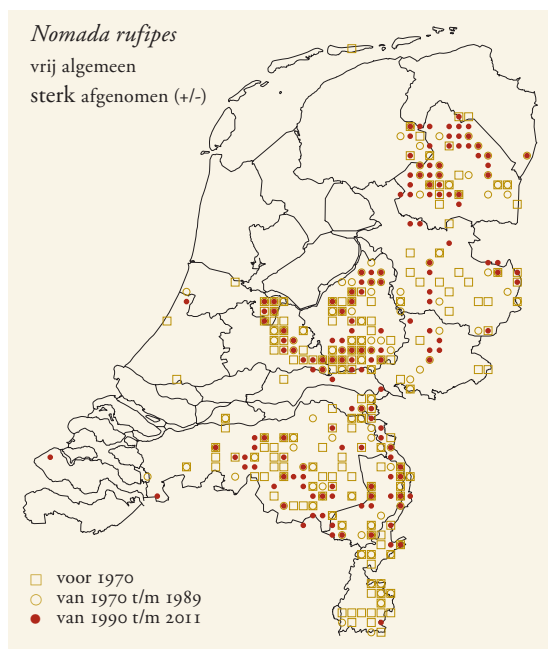 Nomada rufipes
vrij algemeen
sterk afgenomen (+/-)
voor 1970
van 1970 t/m 1989
van 1990 t/m 2011